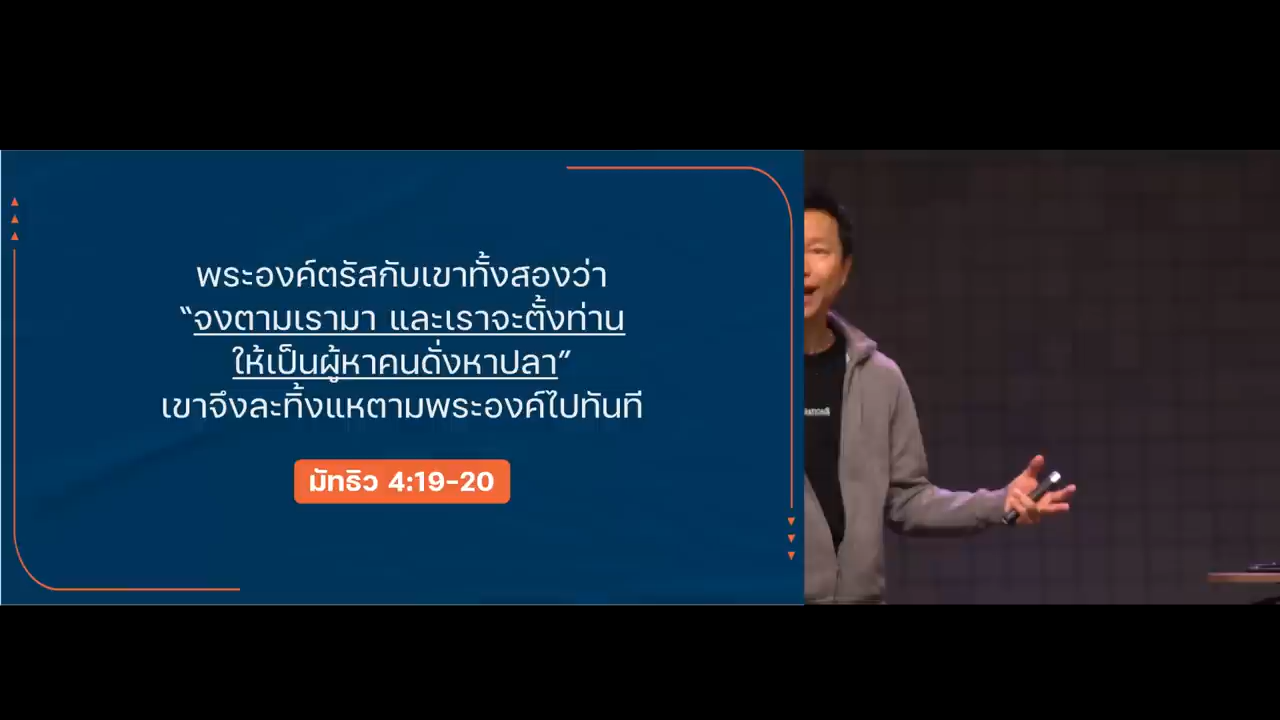 พระองค์ตรัสกับเขาทั้งสองว่า
“จงตามเรามา และเราจะตั้งท่าน
ให้เป็นผู้หาคนดั่งหาปลา”
เขาจึงละทิ้งแหตามพระองค์ไปทันที
มัทธิว 4:19-20